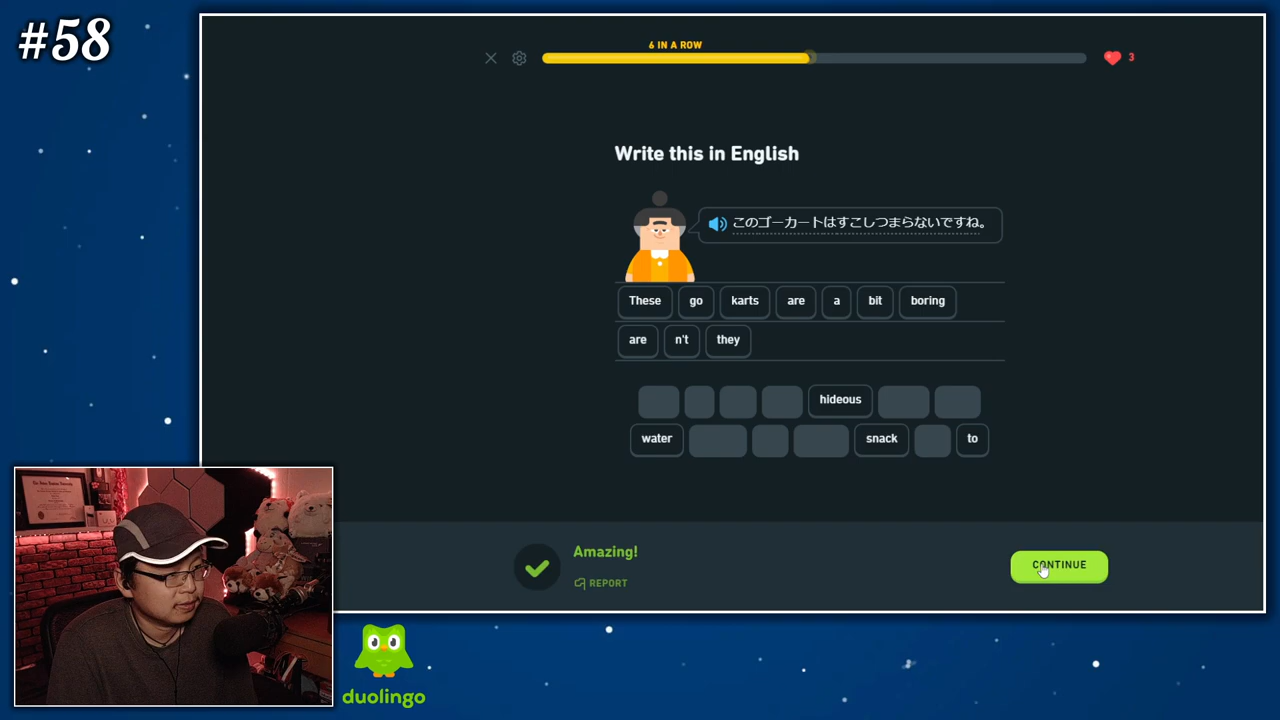 #58
6 IN A ROW
3
Write this in English
このゴーカートはすこしつまらないですね。
These go karts are a bit boring
are n't they
hideous
water snack to
Amazing!
REPORT
CONTINUE
duolingo